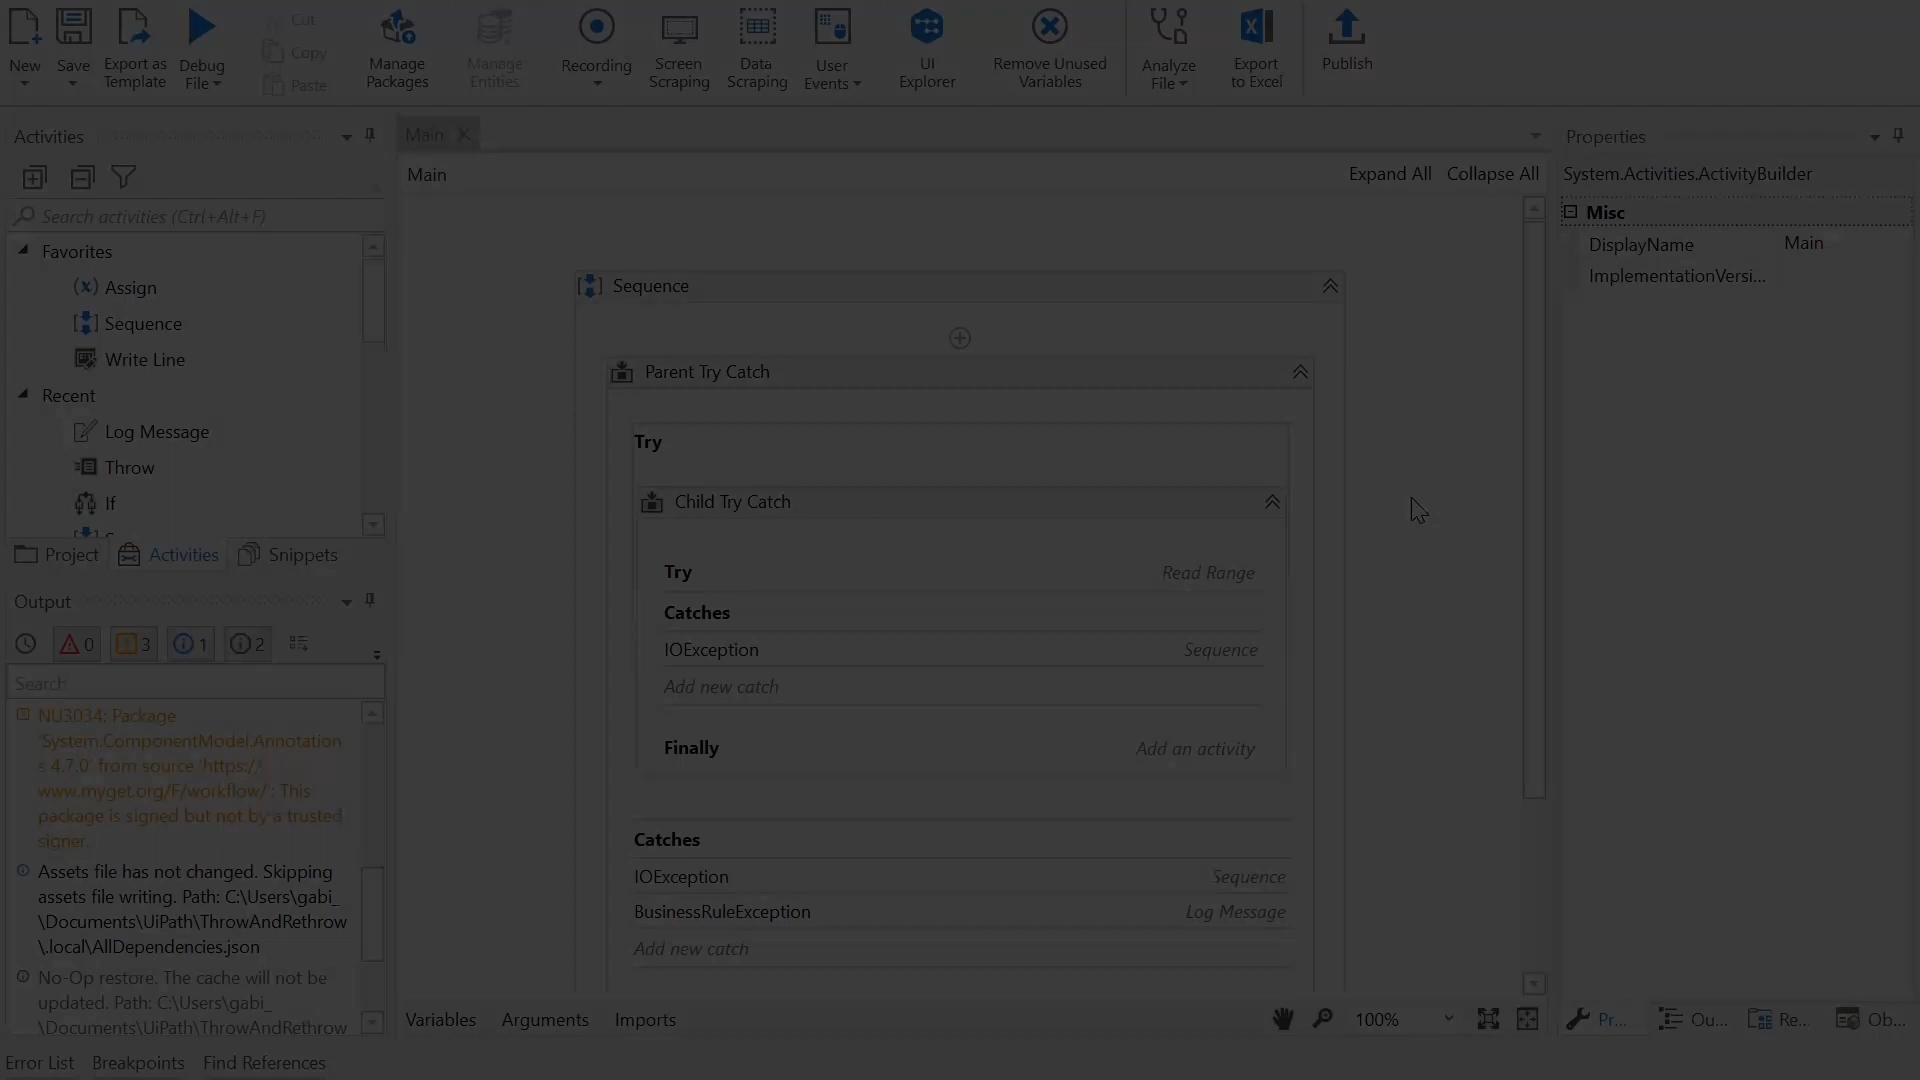 New
Save
Export as
Template
Debug
File
Cut
Copy
Paste
Manage
Packages
Manage
Entities
Recording
Screen
Scraping
Data
Scraping
User
Events
UI
Explorer
Remove Unused
Variables
Analyze
File
Export
to Excel
Publish
Activities
Search activities (Ctrl+Alt+F)
Favorites
Assign
Sequence
Write Line
Recent
Log Message
Throw
If
Project
Activities
Snippets
Output
0
3
1
2
Search
NU3034: Package
'System.ComponentModel.Annotation
s 4.7.0' from source 'https://
www.myget.org/F/workflow/': This
package is signed but not by a trusted
signer.
Assets file has not changed. Skipping
assets file writing. Path: C:\Users\gabi_
\Documents\UiPath\ThrowAndRethrow
\.local\AllDependencies.json
No-Op restore. The cache will not be
updated. Path: C:\Users\gabi_
\Documents\UiPath\ThrowAndRethrow
Error List Breakpoints Find References
Main
Main
Expand All Collapse All
Sequence
Parent Try Catch
Try
Child Try Catch
Try Read Range
Catches
IOException Sequence
Add new catch
Finally Add an activity
Catches
IOException Sequence
BusinessRuleException Log Message
Add new catch
Variables Arguments Imports
100%
Properties
System.Activities.ActivityBuilder
Misc
DisplayName Main
ImplementationVersi...
Pr...
Ou...
Re...
Ob...